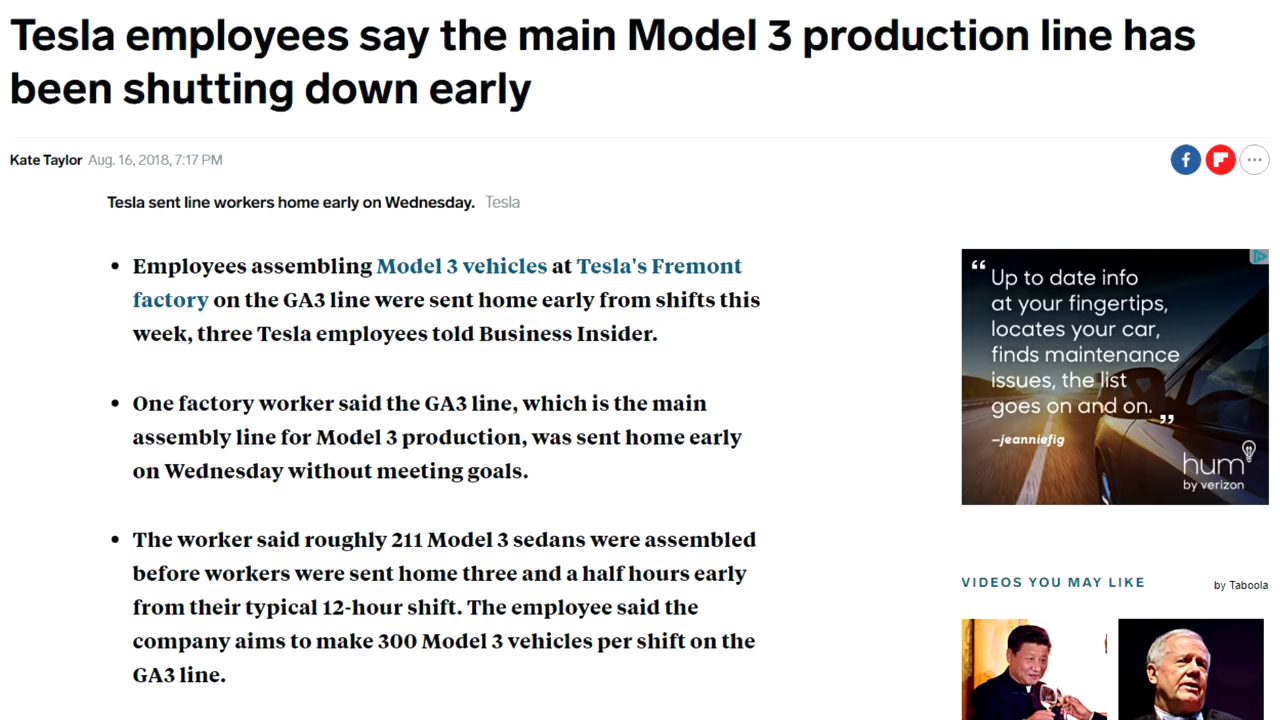 Tesla employees say the main Model 3 production line has
been shutting down early
Kate Taylor Aug. 16, 2018, 7:17 PM
Tesla sent line workers home early on Wednesday. Tesla
• Employees assembling Model 3 vehicles at Tesla's Fremont
factory on the GA3 line were sent home early from shifts this
week, three Tesla employees told Business Insider.
• One factory worker said the GA3 line, which is the main
assembly line for Model 3 production, was sent home early
on Wednesday without meeting goals.
• The worker said roughly 211 Model 3 sedans were assembled
before workers were sent home three and a half hours early
from their typical 12-hour shift. The employee said the
company aims to make 300 Model 3 vehicles per shift on the
GA3 line.
“ Up to date info
at your fingertips,
locates your car,
finds maintenance
issues, the list
goes on and on. ”
–jeanniefig
hum
by verizon
VIDEOS YOU MAY LIKE
by Taboola